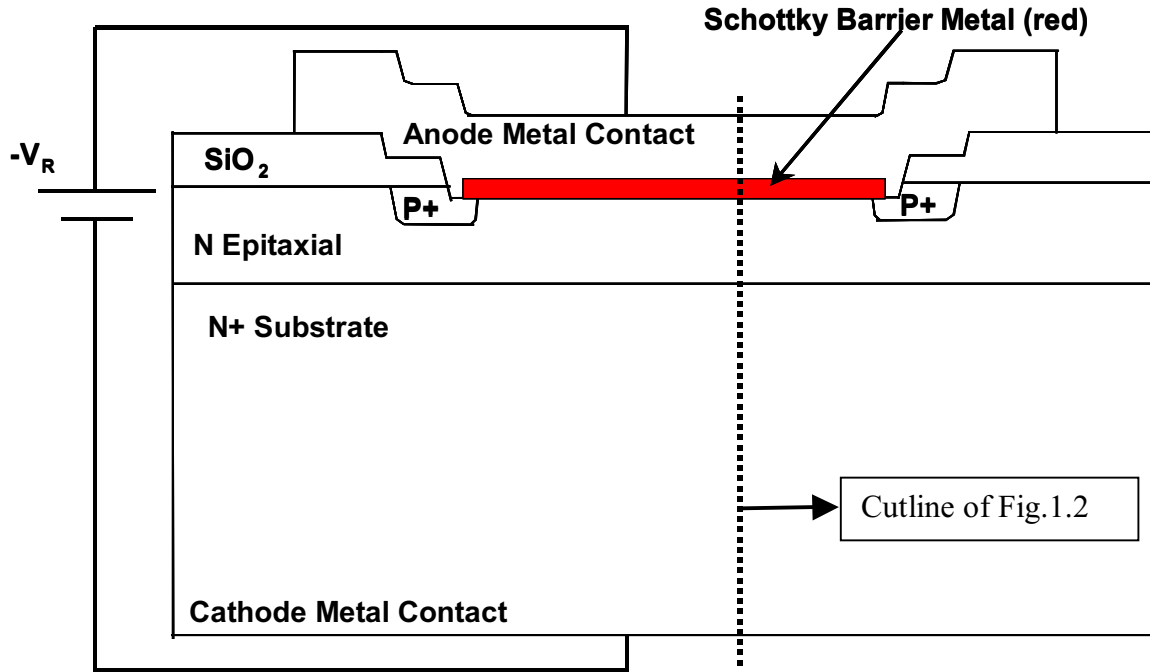 Schottky Barrier Metal (red)
Anode Metal Contact
-VR
SiO2
P+
P+
N Epitaxial
N+ Substrate
Cutline of Fig.1.2
Cathode Metal Contact